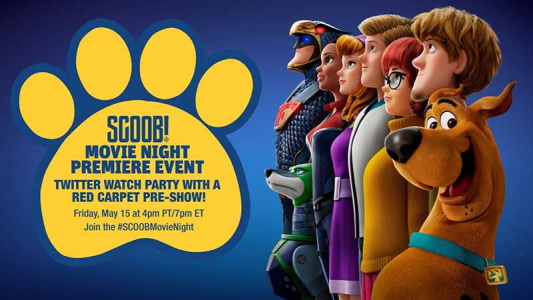 SCOOB!
MOVIE NIGHT
PREMIERE EVENT
TWITTER WATCH PARTY WITH A
RED CARPET PRE-SHOW!
Friday, May 15 at 4pm PT/7pm ET
Join the #SCOOBMovieNight